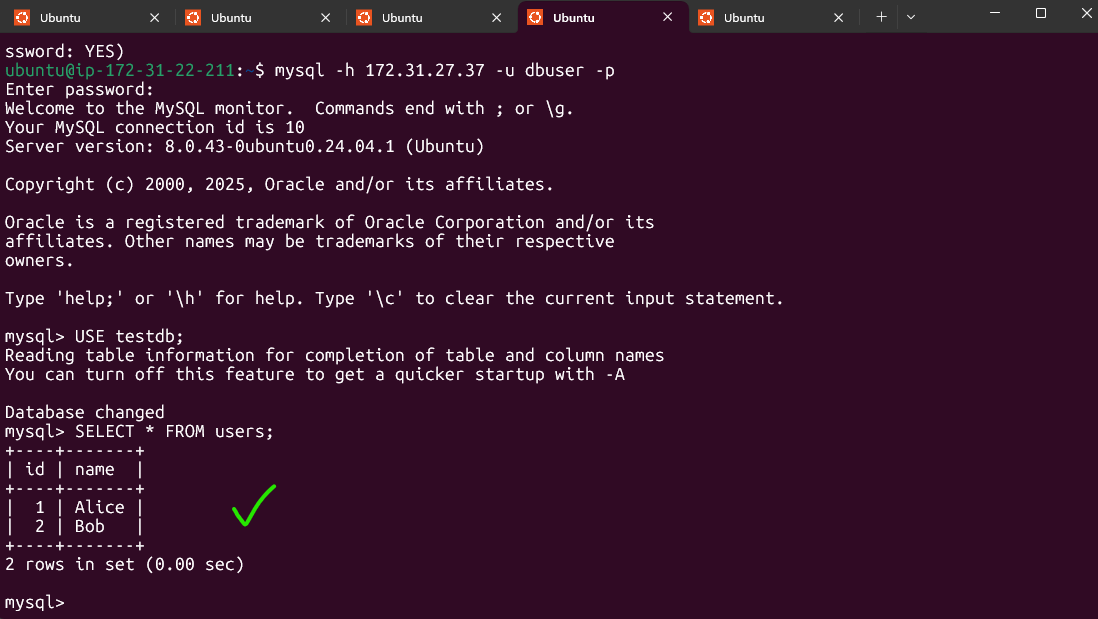 Ubuntu Ubuntu Ubuntu Ubuntu Ubuntu
ssword: YES)
ubuntu@ip-172-31-22-211:~$ mysql -h 172.31.27.37 -u dbuser -p
Enter password:
Welcome to the MySQL monitor.  Commands end with ; or \g.
Your MySQL connection id is 10
Server version: 8.0.43-0ubuntu0.24.04.1 (Ubuntu)

Copyright (c) 2000, 2025, Oracle and/or its affiliates.

Oracle is a registered trademark of Oracle Corporation and/or its
affiliates. Other names may be trademarks of their respective
owners.

Type 'help;' or '\h' for help. Type '\c' to clear the current input statement.

mysql> USE testdb;
Reading table information for completion of table and column names
You can turn off this feature to get a quicker startup with -A

Database changed
mysql> SELECT * FROM users;
+----+-------+
| id | name  |
+----+-------+
|  1 | Alice |
|  2 | Bob   |
+----+-------+
2 rows in set (0.00 sec)

mysql>